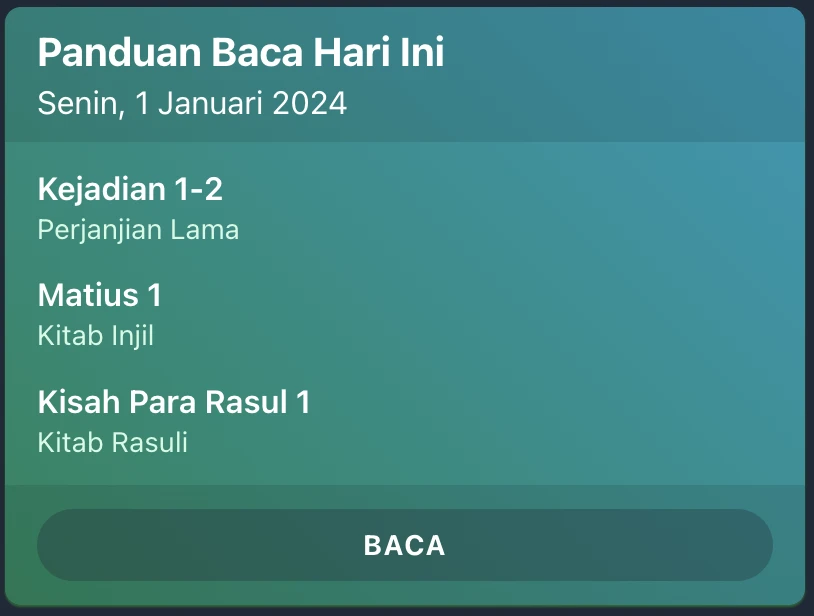 Panduan Baca Hari Ini
Senin, 1 Januari 2024
Kejadian 1-2
Perjanjian Lama
Matius 1
Kitab Injil
Kisah Para Rasul 1
Kitab Rasuli
BACA